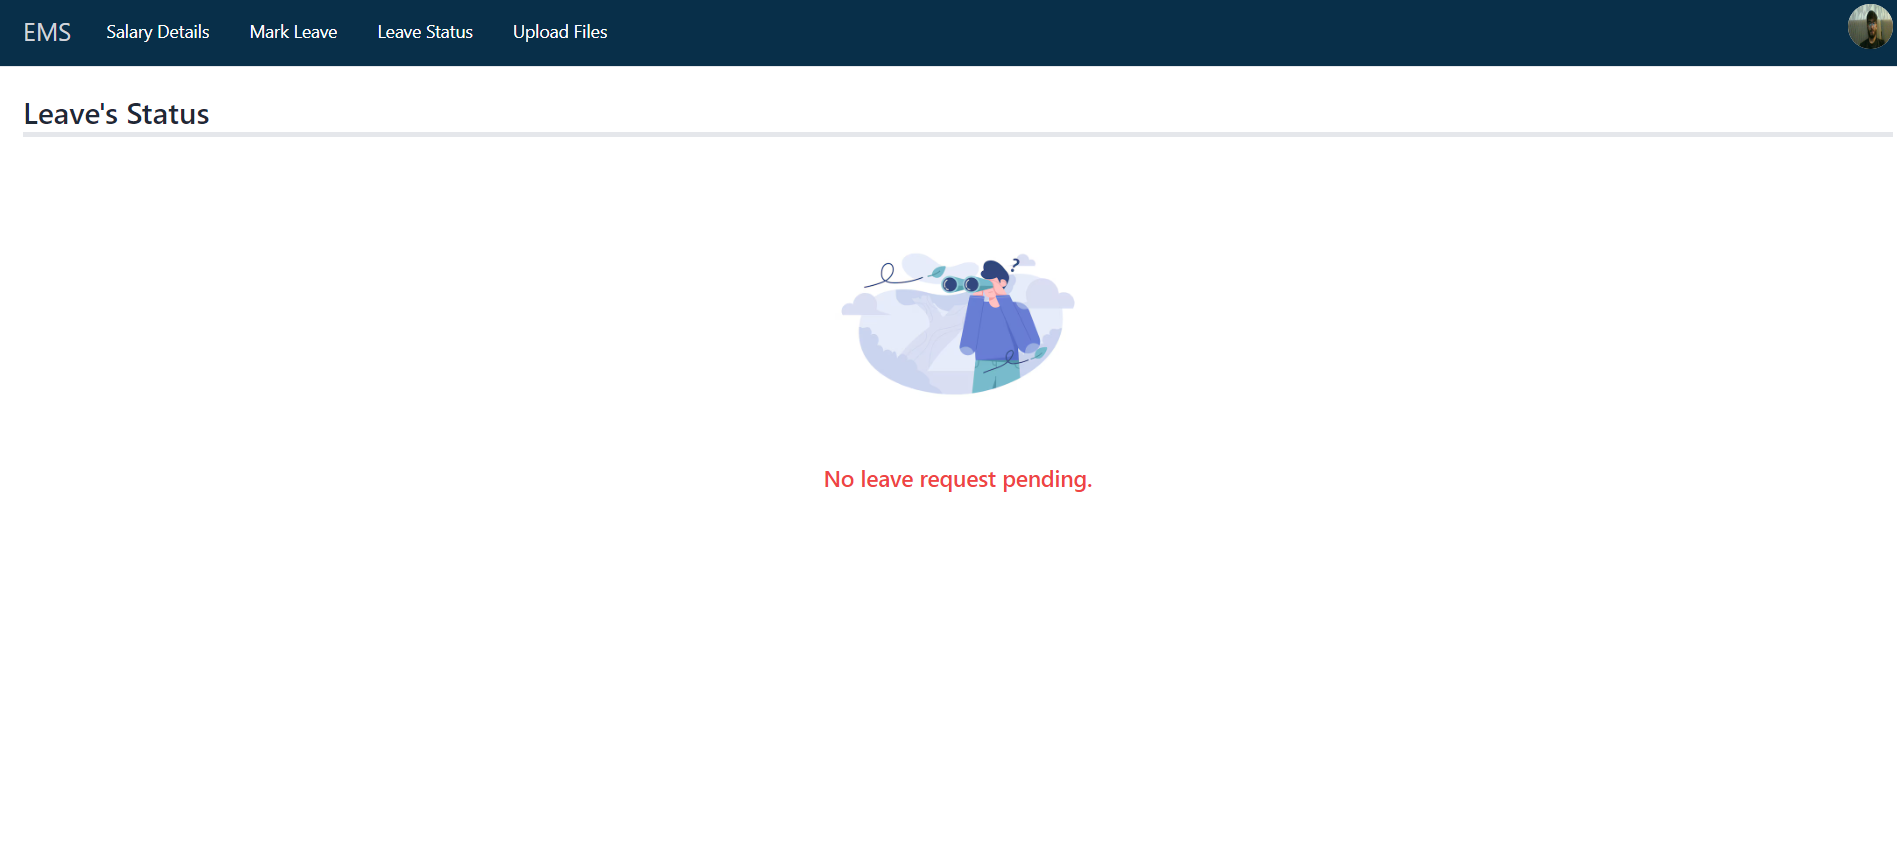 EMS Salary Details Mark Leave Leave Status Upload Files
Leave's Status
?
No leave request pending.